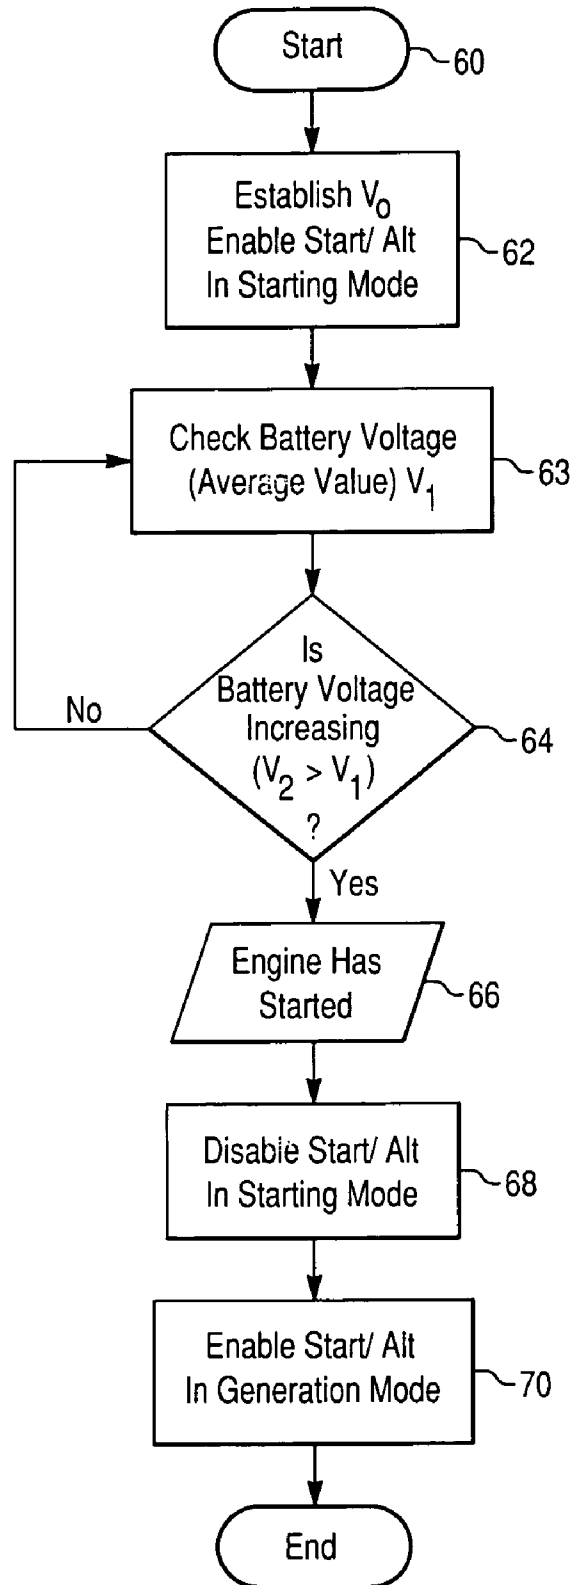 Start
60
Establish V0
Enable Start/ Alt
In Starting Mode
62
Check Battery Voltage
(Average Value) V1
63
Is
Battery Voltage
Increasing
(V2 > V1)
?
64
No
Yes
Engine Has
Started
66
Disable Start/ Alt
In Starting Mode
68
Enable Start/ Alt
In Generation Mode
70
End